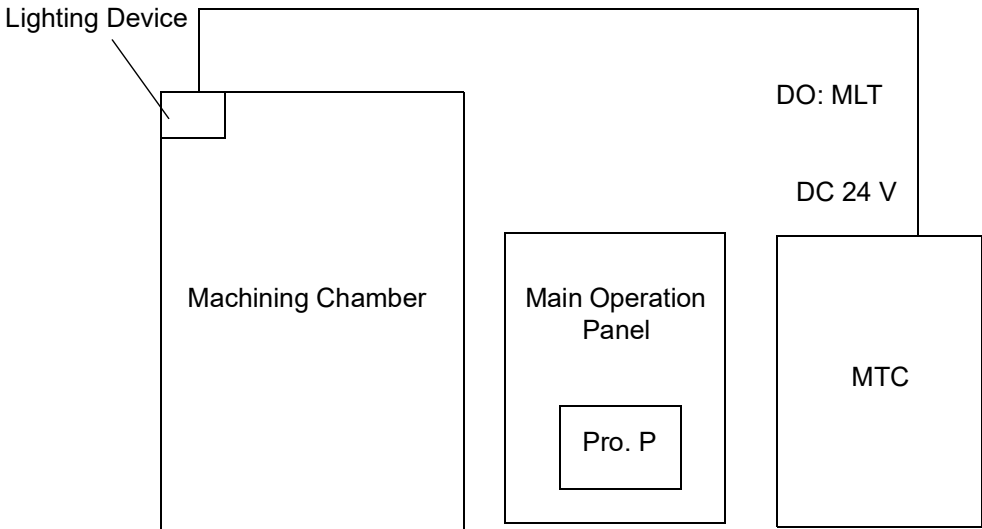 Lighting Device
DO: MLT
DC 24 V
Machining Chamber
Main Operation
Panel
MTC
Pro. P